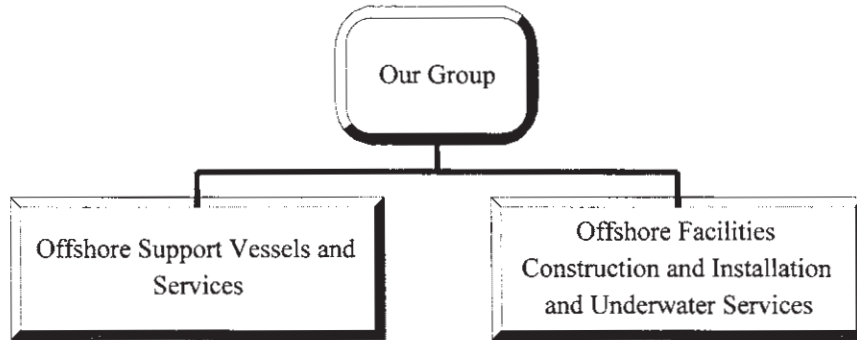 Our Group
Offshore Support Vessels and
Services
Offshore Facilities
Construction and Installation
and Underwater Services